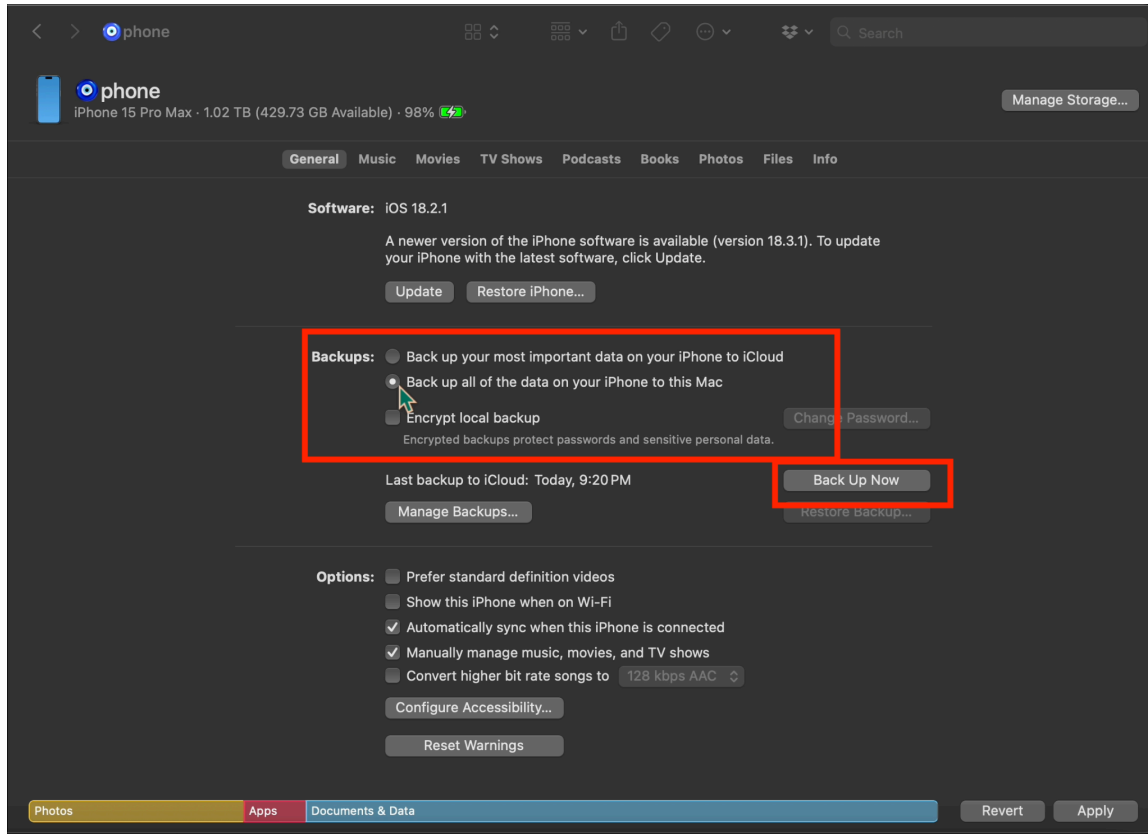 🧿 phone
Search
🧿 phone
iPhone 15 Pro Max · 1.02 TB (429.73 GB Available) · 98%
Manage Storage...
General Music Movies TV Shows Podcasts Books Photos Files Info
Software: iOS 18.2.1
A newer version of the iPhone software is available (version 18.3.1). To update
your iPhone with the latest software, click Update.
Update Restore iPhone...
Backups: Back up your most important data on your iPhone to iCloud
Back up all of the data on your iPhone to this Mac
Encrypt local backup Change Password...
Encrypted backups protect passwords and sensitive personal data.
Last backup to iCloud: Today, 9:20 PM Back Up Now
Manage Backups... Restore Backup...
Options: Prefer standard definition videos
Show this iPhone when on Wi-Fi
Automatically sync when this iPhone is connected
Manually manage music, movies, and TV shows
Convert higher bit rate songs to 128 kbps AAC
Configure Accessibility...
Reset Warnings
Photos Apps Documents & Data Revert Apply